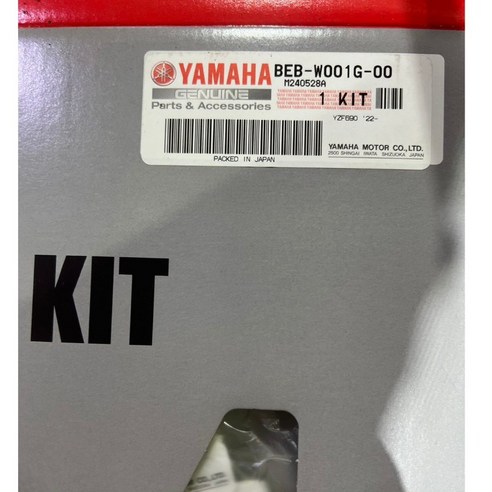 YAMAHA BEB-W001G-00
GENUINE M240528A
Parts & Accessories 1 KIT
YZF690 '22-
YAMAHA MOTOR CO.,LTD.
2500 SHINGAI IWATA SHIZUOKA JAPAN
PACKED IN JAPAN
KIT